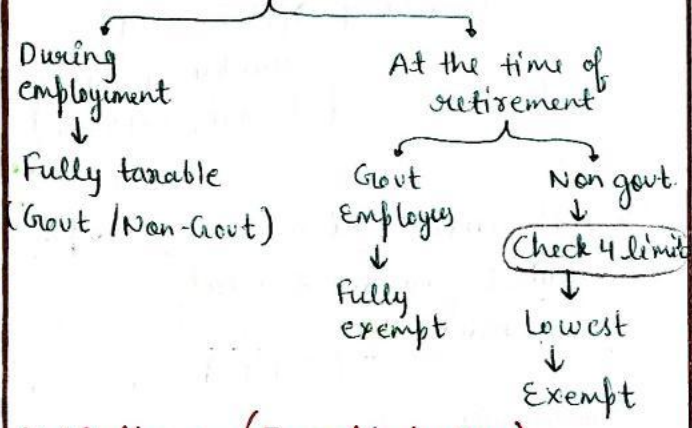 During
employment
Fully taxable
(Govt / Non-Govt)
At the time of
retirement
Govt
Employees
Fully
exempt
Non govt.
Check 4 limit
Lowest
Exempt